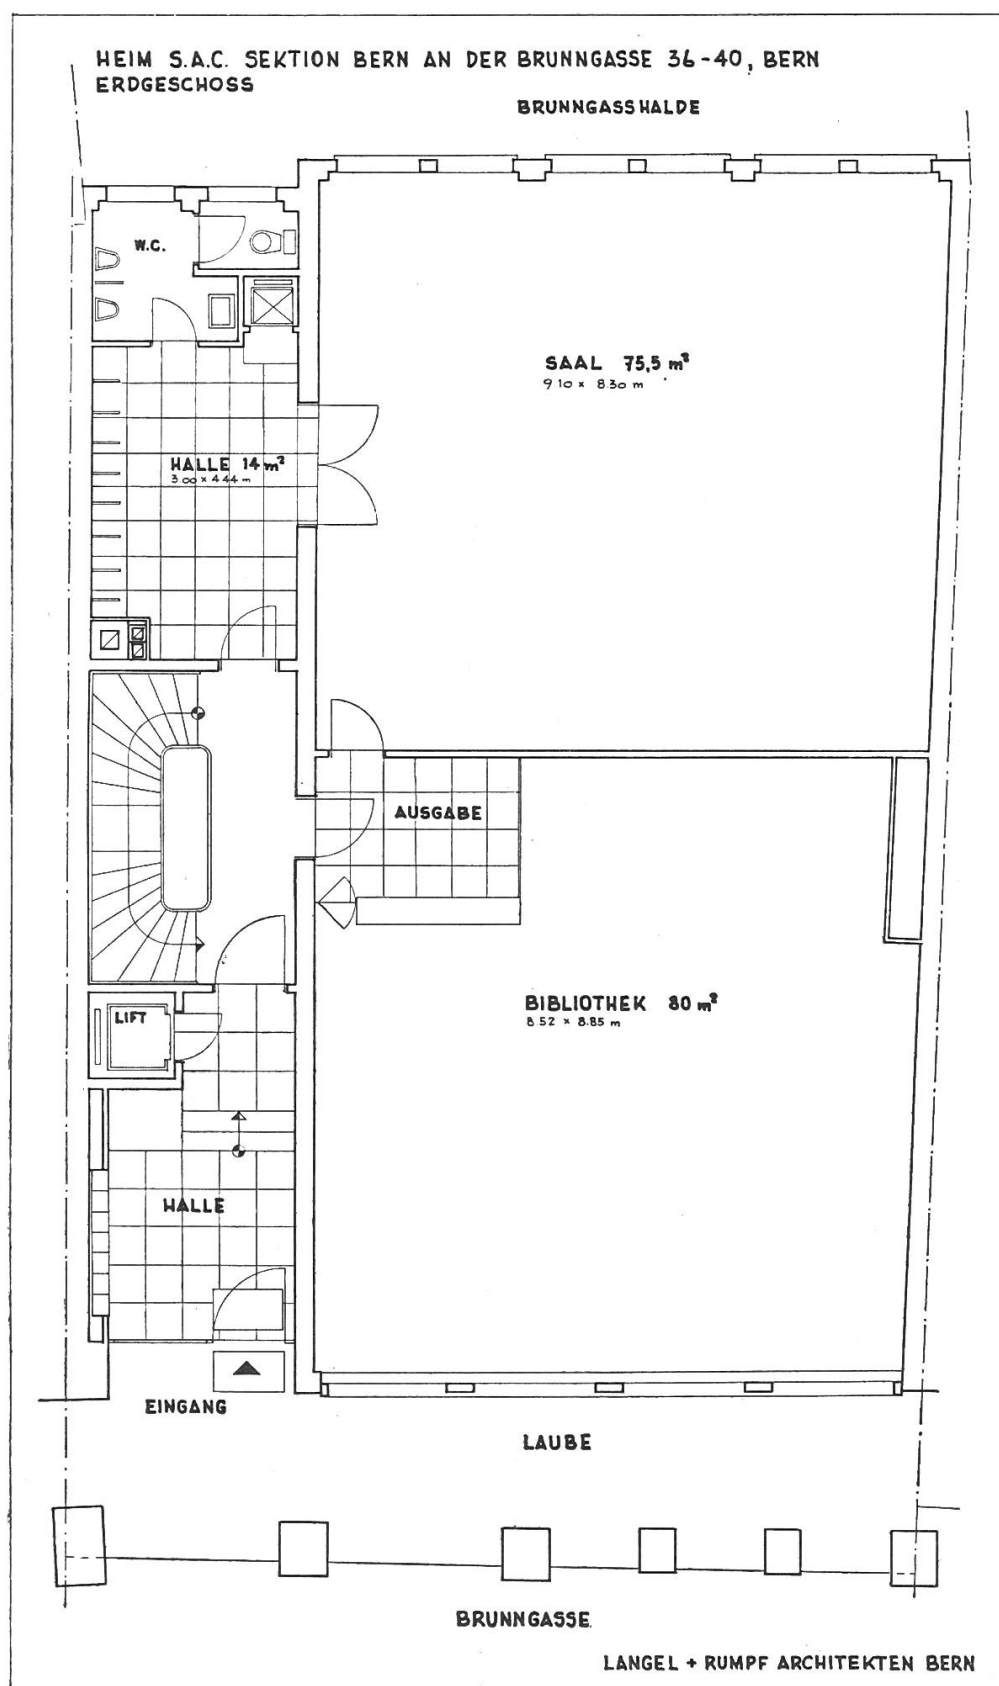 HEIM S.A.C. SEKTION BERN AN DER BRUNNGASSE 36-40, BERN
ERDGESCHOSS
BRUNNGASSHALDE
W.C.
SAAL 75,5 m²
9.10 x 8.30 m
HALLE 14 m²
3.00 x 4.44 m
AUSGABE
BIBLIOTHEK 80 m²
8.52 x 8.85 m
LIFT
HALLE
EINGANG
LAUBE
BRUNNGASSE.
LANGEL + RUMPF ARCHITEKTEN BERN